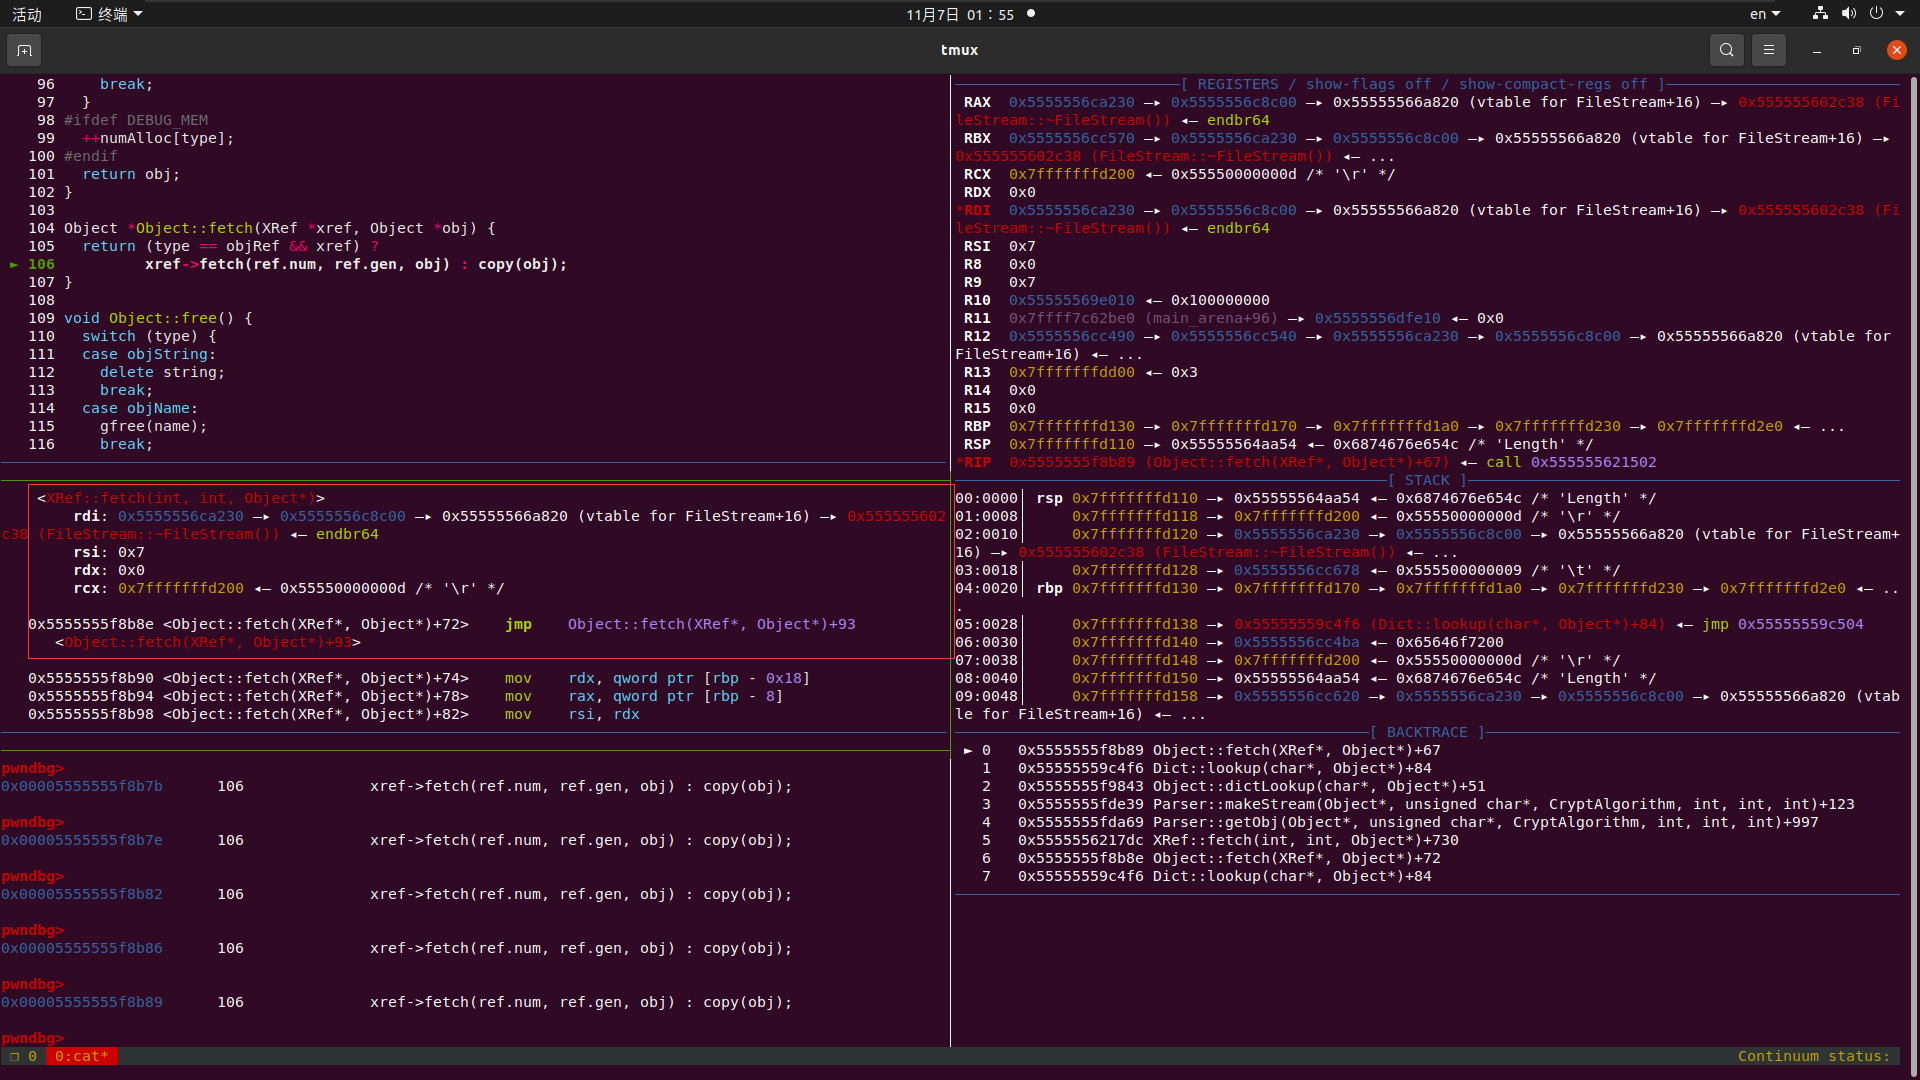 活动 终端 11月7日 01：55 en
tmux
96 break;
97 }
98 #ifdef DEBUG_MEM
99 ++numAlloc[type];
100 #endif
101 return obj;
102 }
103
104 Object *Object::fetch(XRef *xref, Object *obj) {
105 return (type == objRef && xref) ?
► 106 xref->fetch(ref.num, ref.gen, obj) : copy(obj);
107 }
108
109 void Object::free() {
110 switch (type) {
111 case objString:
112 delete string;
113 break;
114 case objName:
115 gfree(name);
116 break;
<XRef::fetch(int, int, Object*)>
rdi: 0x5555556ca230 —▸ 0x5555556c8c00 —▸ 0x55555566a820 (vtable for FileStream+16) —▸ 0x555555602
c38 (FileStream::~FileStream()) ◂— endbr64
rsi: 0x7
rdx: 0x0
rcx: 0x7fffffffd200 ◂— 0x55550000000d /* '\r' */
0x5555555f8b8e <Object::fetch(XRef*, Object*)+72> jmp Object::fetch(XRef*, Object*)+93
<Object::fetch(XRef*, Object*)+93>
0x5555555f8b90 <Object::fetch(XRef*, Object*)+74> mov rdx, qword ptr [rbp - 0x18]
0x5555555f8b94 <Object::fetch(XRef*, Object*)+78> mov rax, qword ptr [rbp - 8]
0x5555555f8b98 <Object::fetch(XRef*, Object*)+82> mov rsi, rdx
pwndbg>
0x00005555555f8b7b 106 xref->fetch(ref.num, ref.gen, obj) : copy(obj);
pwndbg>
0x00005555555f8b7e 106 xref->fetch(ref.num, ref.gen, obj) : copy(obj);
pwndbg>
0x00005555555f8b82 106 xref->fetch(ref.num, ref.gen, obj) : copy(obj);
pwndbg>
0x00005555555f8b86 106 xref->fetch(ref.num, ref.gen, obj) : copy(obj);
pwndbg>
0x00005555555f8b89 106 xref->fetch(ref.num, ref.gen, obj) : copy(obj);
pwndbg>
[ REGISTERS / show-flags off / show-compact-regs off ]
RAX 0x5555556ca230 —▸ 0x5555556c8c00 —▸ 0x55555566a820 (vtable for FileStream+16) —▸ 0x555555602c38 (Fi
leStream::~FileStream()) ◂— endbr64
RBX 0x5555556cc570 —▸ 0x5555556ca230 —▸ 0x5555556c8c00 —▸ 0x55555566a820 (vtable for FileStream+16) —▸
0x555555602c38 (FileStream::~FileStream()) ◂— ...
RCX 0x7fffffffd200 ◂— 0x55550000000d /* '\r' */
RDX 0x0
*RDI 0x5555556ca230 —▸ 0x5555556c8c00 —▸ 0x55555566a820 (vtable for FileStream+16) —▸ 0x555555602c38 (Fi
leStream::~FileStream()) ◂— endbr64
RSI 0x7
R8 0x0
R9 0x7
R10 0x55555569e010 ◂— 0x100000000
R11 0x7ffff7c62be0 (main_arena+96) —▸ 0x5555556dfe10 ◂— 0x0
R12 0x5555556cc490 —▸ 0x5555556cc540 —▸ 0x5555556ca230 —▸ 0x5555556c8c00 —▸ 0x55555566a820 (vtable for
FileStream+16) ◂— ...
R13 0x7fffffffdd00 ◂— 0x3
R14 0x0
R15 0x0
RBP 0x7fffffffd130 —▸ 0x7fffffffd170 —▸ 0x7fffffffd1a0 —▸ 0x7fffffffd230 —▸ 0x7fffffffd2e0 ◂— ...
RSP 0x7fffffffd110 —▸ 0x55555564aa54 ◂— 0x6874676e654c /* 'Length' */
*RIP 0x5555555f8b89 (Object::fetch(XRef*, Object*)+67) ◂— call 0x555555621502
[ STACK ]
00:0000│ rsp 0x7fffffffd110 —▸ 0x55555564aa54 ◂— 0x6874676e654c /* 'Length' */
01:0008│ 0x7fffffffd118 —▸ 0x7fffffffd200 ◂— 0x55550000000d /* '\r' */
02:0010│ 0x7fffffffd120 —▸ 0x5555556ca230 —▸ 0x5555556c8c00 —▸ 0x55555566a820 (vtable for FileStream+
16) —▸ 0x555555602c38 (FileStream::~FileStream()) ◂— ...
03:0018│ 0x7fffffffd128 —▸ 0x5555556cc678 ◂— 0x555500000009 /* '\t' */
04:0020│ rbp 0x7fffffffd130 —▸ 0x7fffffffd170 —▸ 0x7fffffffd1a0 —▸ 0x7fffffffd230 —▸ 0x7fffffffd2e0 ◂— ..
.
05:0028│ 0x7fffffffd138 —▸ 0x55555559c4f6 (Dict::lookup(char*, Object*)+84) ◂— jmp 0x55555559c504
06:0030│ 0x7fffffffd140 —▸ 0x5555556cc4ba ◂— 0x65646f7200
07:0038│ 0x7fffffffd148 —▸ 0x7fffffffd200 ◂— 0x55550000000d /* '\r' */
08:0040│ 0x7fffffffd150 —▸ 0x55555564aa54 ◂— 0x6874676e654c /* 'Length' */
09:0048│ 0x7fffffffd158 —▸ 0x5555556cc620 —▸ 0x5555556ca230 —▸ 0x5555556c8c00 —▸ 0x55555566a820 (vtab
le for FileStream+16) ◂— ...
[ BACKTRACE ]
► 0 0x5555555f8b89 Object::fetch(XRef*, Object*)+67
1 0x55555559c4f6 Dict::lookup(char*, Object*)+84
2 0x5555555f9843 Object::dictLookup(char*, Object*)+51
3 0x5555555fde39 Parser::makeStream(Object*, unsigned char*, CryptAlgorithm, int, int, int)+123
4 0x5555555fda69 Parser::getObj(Object*, unsigned char*, CryptAlgorithm, int, int, int)+997
5 0x5555556217dc XRef::fetch(int, int, Object*)+730
6 0x5555555f8b8e Object::fetch(XRef*, Object*)+72
7 0x55555559c4f6 Dict::lookup(char*, Object*)+84
❐ 0 0:cat* Continuum status: